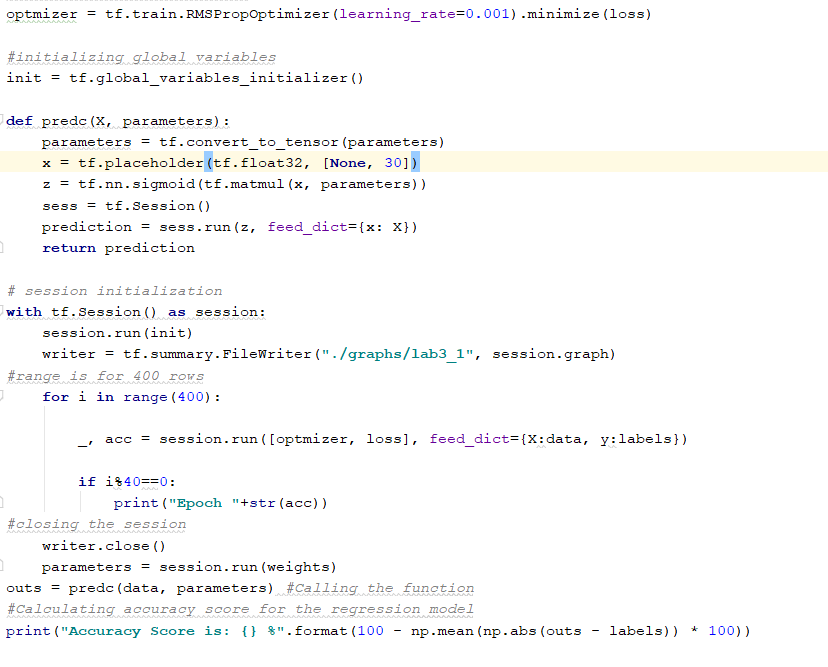 optmizer = tf.train.RMSPropOptimizer(learning_rate=0.001).minimize(loss)
#initializing global variables
init = tf.global_variables_initializer()
def predc(X, parameters):
    parameters = tf.convert_to_tensor(parameters)
    x = tf.placeholder(tf.float32, [None, 30])
    z = tf.nn.sigmoid(tf.matmul(x, parameters))
    sess = tf.Session()
    prediction = sess.run(z, feed_dict={x: X})
    return prediction
# session initialization
with tf.Session() as session:
    session.run(init)
    writer = tf.summary.FileWriter("./graphs/lab3_1", session.graph)
#range is for 400 rows
    for i in range(400):
        _, acc = session.run([optmizer, loss], feed_dict={X:data, y:labels})
        if i%40==0:
            print("Epoch "+str(acc))
#closing the session
    writer.close()
    parameters = session.run(weights)
outs = predc(data, parameters) #Calling the function
#Calculating accuracy score for the regression model
print("Accuracy Score is: {} %".format(100 - np.mean(np.abs(outs - labels)) * 100))